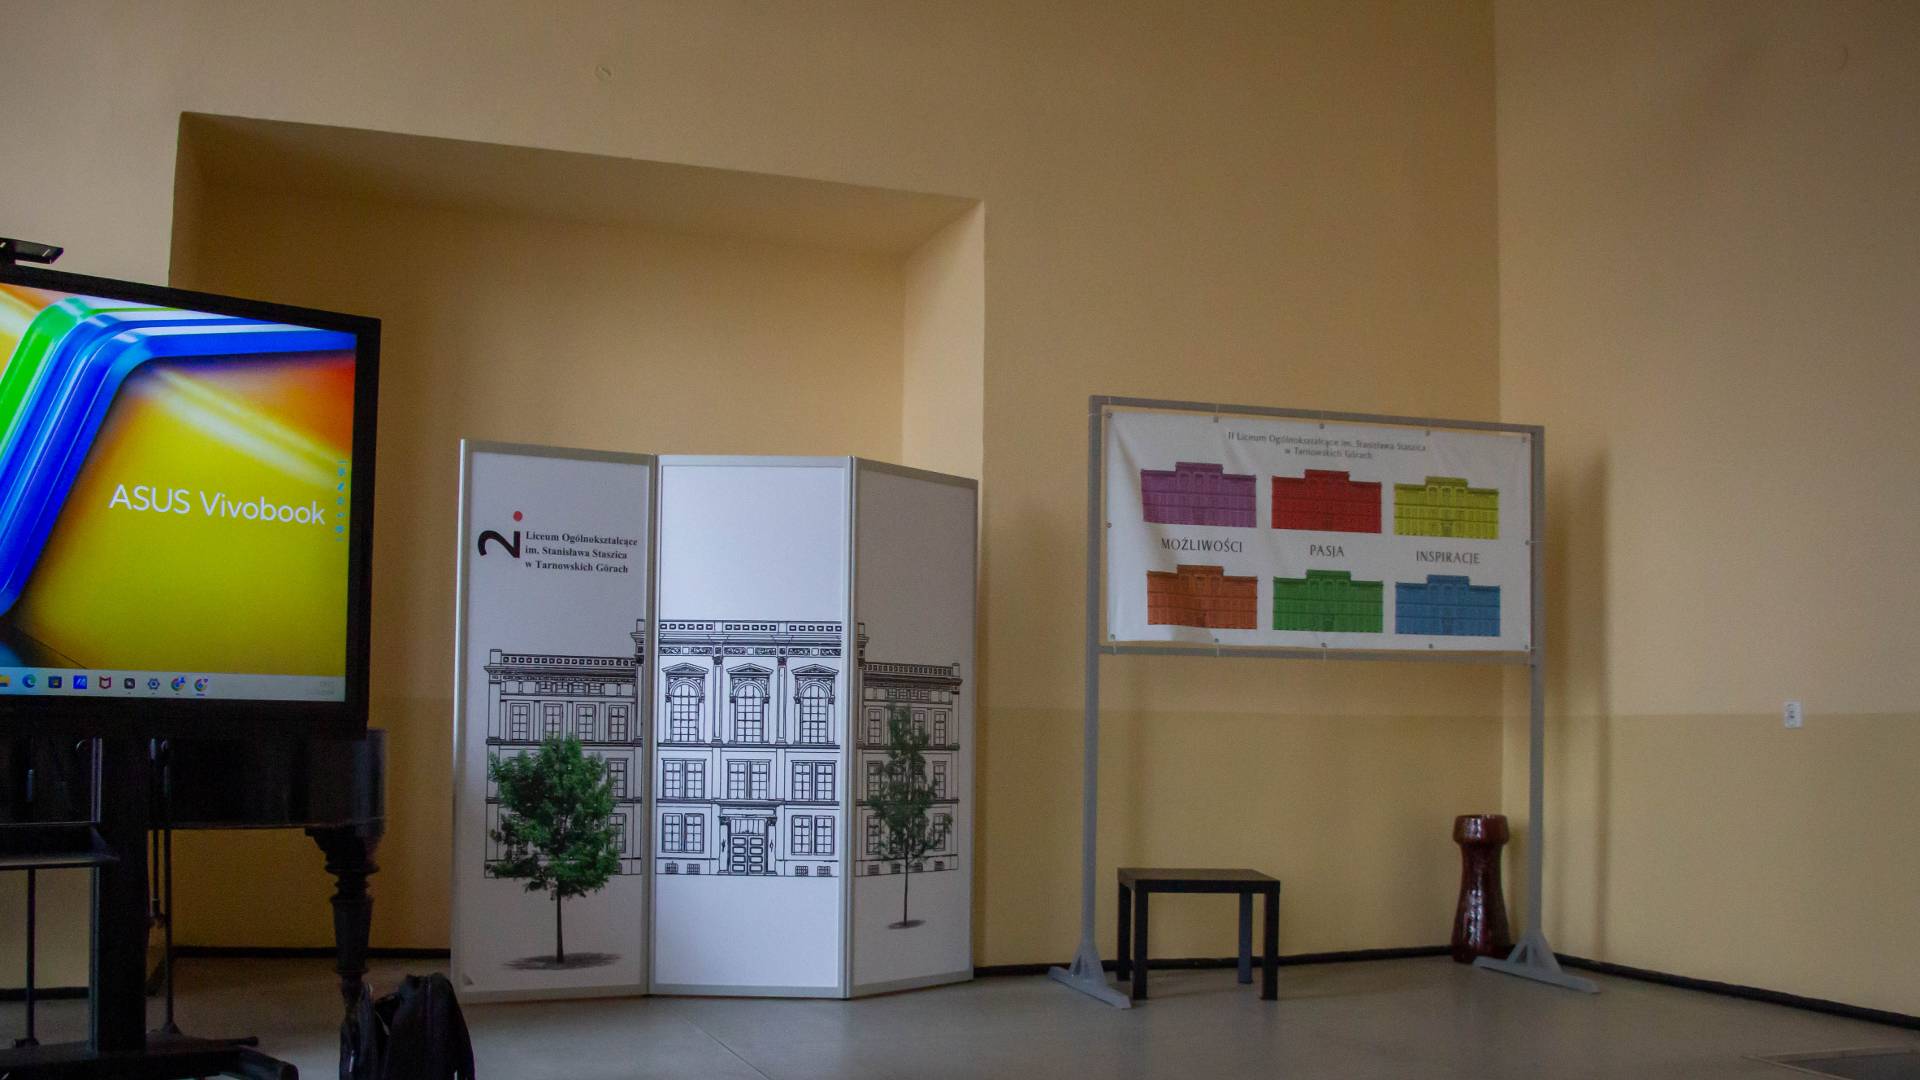 ASUS Vivobook
2.
Liceum Ogólnokształcące
im. Stanisława Staszica
w Tarnowskich Górach
II Liceum Ogólnokształcące im. Stanisława Staszica
w Tarnowskich Górach
MOŻLIWOŚCI PASJA INSPIRACJE